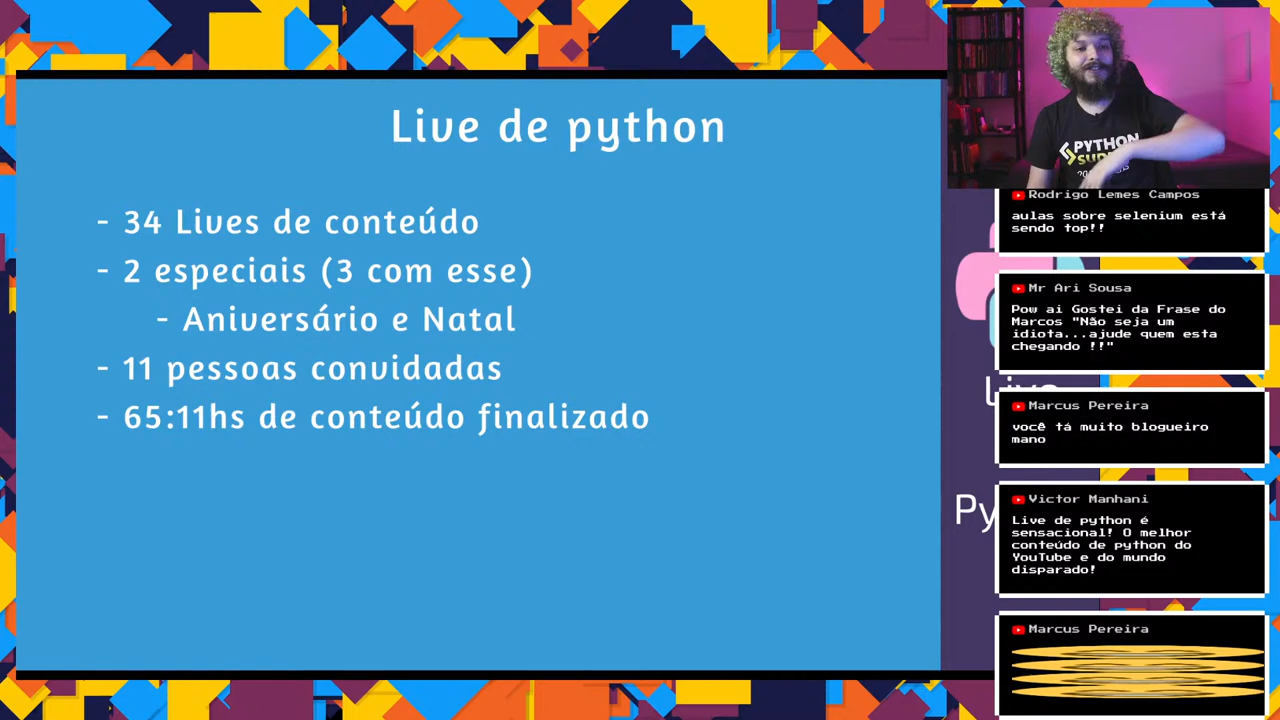 Live de python
- 34 Lives de conteúdo
- 2 especiais (3 com esse)
- Aniversário e Natal
- 11 pessoas convidadas
- 65:11hs de conteúdo finalizado
PYTHON
Rodrigo Lemes Campos
aulas sobre selenium está
sendo top!!
Mr Ari Sousa
Pow ai Gostei da Frase do
Marcos "Não seja um
idiota...ajude quem esta
chegando !!"
Marcus Pereira
você tá muito blogueiro
mano
Victor Manhani
Live de python é
sensacional! O melhor
conteúdo de python do
YouTube e do mundo
disparado!
Marcus Pereira
Live
Py